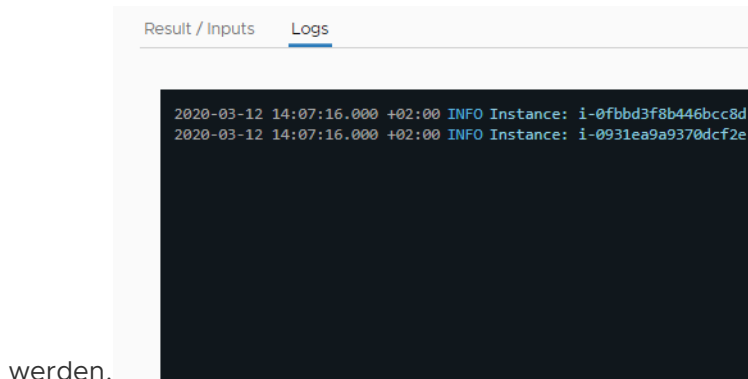 Result / Inputs Logs
2020-03-12 14:07:16.000 +02:00 INFO Instance: i-0fbbd3f8b446bcc8d
2020-03-12 14:07:16.000 +02:00 INFO Instance: i-0931ea9a9370dcf2e
werden.